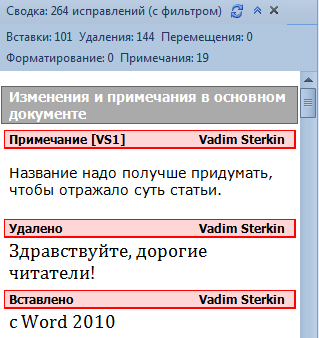 Сводка: 264 исправлений (с фильтром)
Вставки: 101 Удаления: 144 Перемещения: 0
Форматирование: 0 Примечания: 19
Изменения и примечания в основном
документе
Примечание [VS1] Vadim Sterkin
Название надо получше придумать,
чтобы отражало суть статьи.
Удалено Vadim Sterkin
Здравствуйте, дорогие
читатели!
Вставлено Vadim Sterkin
с Word 2010